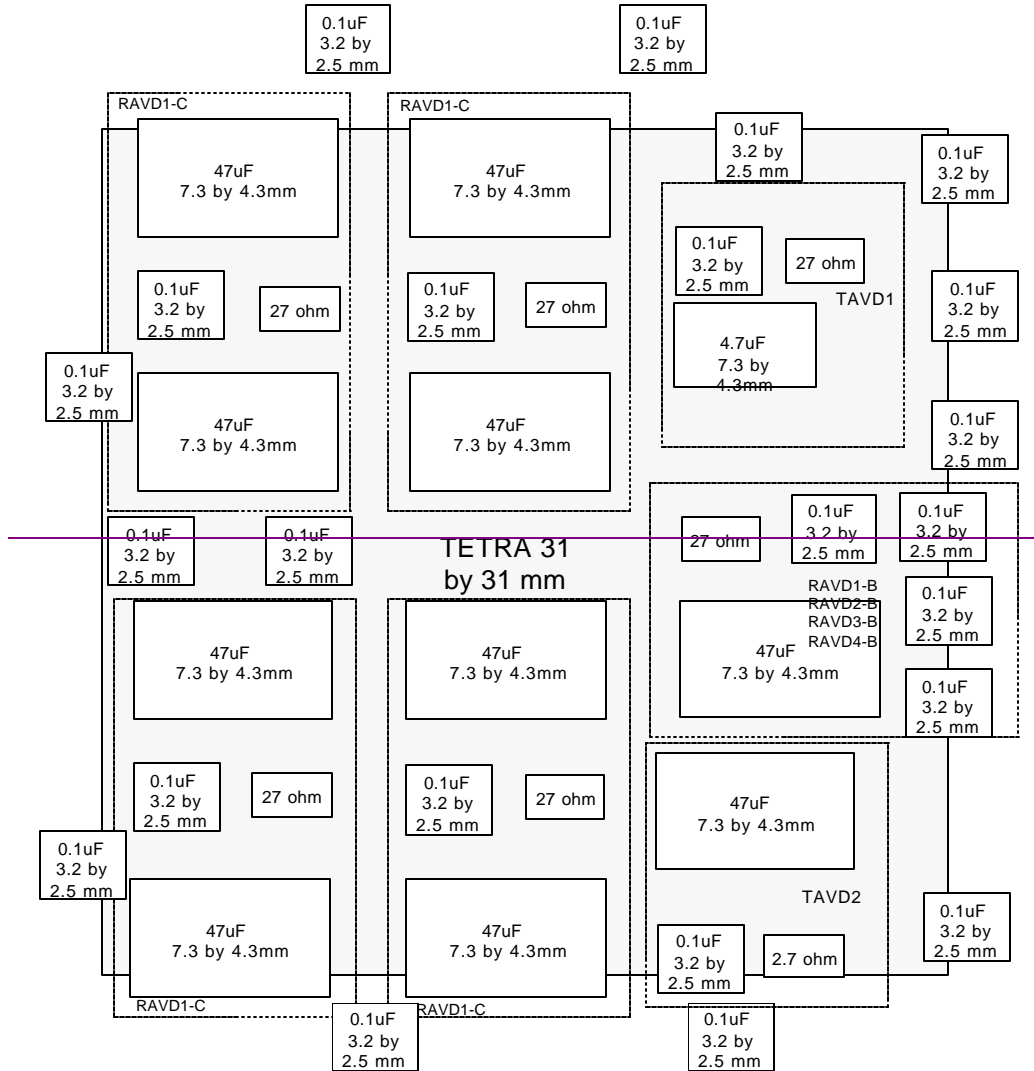 0.1uF
3.2 by
2.5 mm
0.1uF
3.2 by
2.5 mm
RAVD1-C
47uF
7.3 by 4.3mm
0.1uF
3.2 by
2.5 mm
27 ohm
47uF
7.3 by 4.3mm
RAVD1-C
47uF
7.3 by 4.3mm
0.1uF
3.2 by
2.5 mm
27 ohm
47uF
7.3 by 4.3mm
0.1uF
3.2 by
2.5 mm
0.1uF
3.2 by
2.5 mm
0.1uF
3.2 by
2.5 mm
27 ohm
TAVD1
4.7uF
7.3 by
4.3mm
0.1uF
3.2 by
2.5 mm
0.1uF
3.2 by
2.5 mm
0.1uF
3.2 by
2.5 mm
0.1uF
3.2 by
2.5 mm
0.1uF
3.2 by
2.5 mm
TETRA 31
by 31 mm
27 ohm
0.1uF
3.2 by
2.5 mm
0.1uF
3.2 by
2.5 mm
RAVD1-B
RAVD2-B
RAVD3-B
RAVD4-B
47uF
7.3 by 4.3mm
0.1uF
3.2 by
2.5 mm
0.1uF
3.2 by
2.5 mm
47uF
7.3 by 4.3mm
0.1uF
3.2 by
2.5 mm
27 ohm
0.1uF
3.2 by
2.5 mm
47uF
7.3 by 4.3mm
RAVD1-C
47uF
7.3 by 4.3mm
0.1uF
3.2 by
2.5 mm
27 ohm
47uF
7.3 by 4.3mm
RAVD1-C
47uF
7.3 by 4.3mm
TAVD2
0.1uF
3.2 by
2.5 mm
2.7 ohm
0.1uF
3.2 by
2.5 mm
0.1uF
3.2 by
2.5 mm
0.1uF
3.2 by
2.5 mm